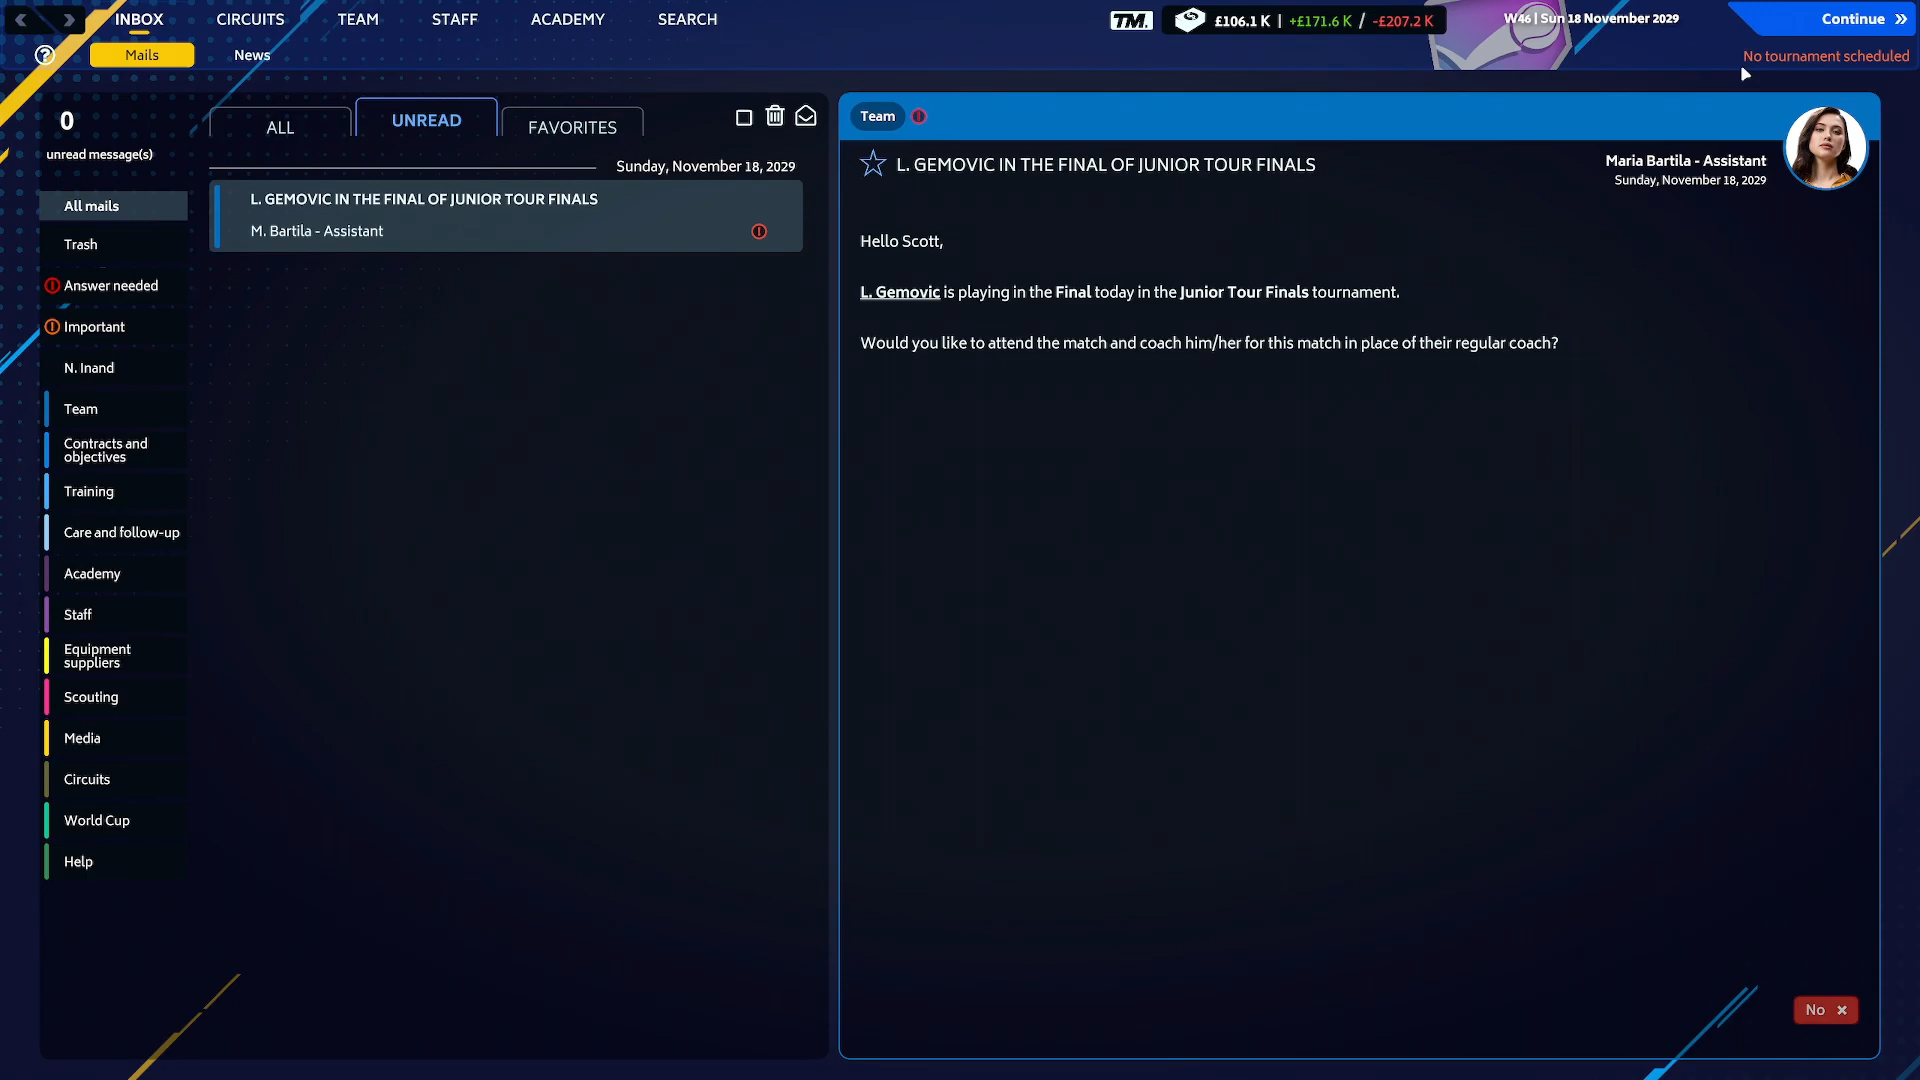 INBOX
CIRCUITS
TEAM
STAFF
ACADEMY
SEARCH
TM.
£106.1 K | +£171.6 K / -£207.2 K
W46 | Sun 18 November 2029
Continue
Mails
News
No tournament scheduled
0
unread message(s)
ALL
UNREAD
FAVORITES
Sunday, November 18, 2029
L. GEMOVIC IN THE FINAL OF JUNIOR TOUR FINALS
M. Bartila - Assistant
All mails
Trash
Answer needed
Important
N. Inand
Team
Contracts and
objectives
Training
Care and follow-up
Academy
Staff
Equipment
suppliers
Scouting
Media
Circuits
World Cup
Help
Team
L. GEMOVIC IN THE FINAL OF JUNIOR TOUR FINALS
Maria Bartila - Assistant
Sunday, November 18, 2029
Hello Scott,
L. Gemovic is playing in the Final today in the Junior Tour Finals tournament.
Would you like to attend the match and coach him/her for this match in place of their regular coach?
No